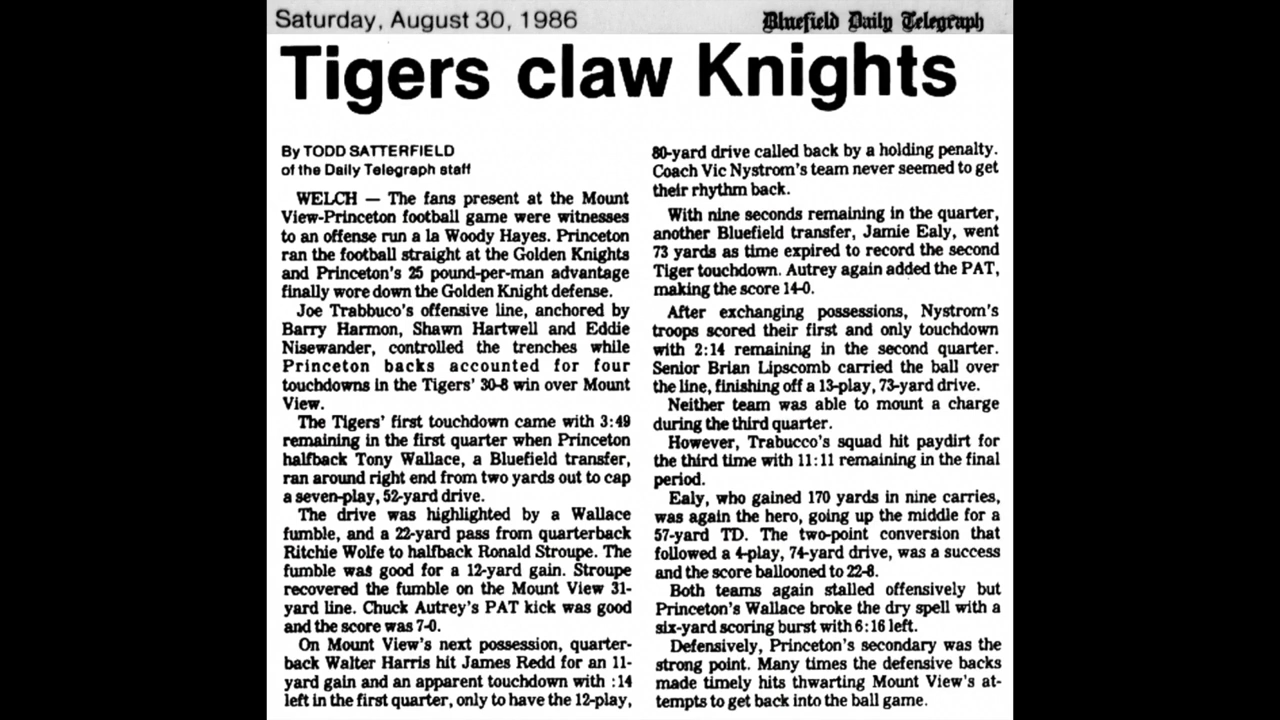 Saturday, August 30, 1986
Bluefield Daily Telegraph
Tigers claw Knights
By TODD SATTERFIELD
of the Daily Telegraph staff
WELCH — The fans present at the Mount
View-Princeton football game were witnesses
to an offense run a la Woody Hayes. Princeton
ran the football straight at the Golden Knights
and Princeton's 25 pound-per-man advantage
finally wore down the Golden Knight defense.
Joe Trabbuco's offensive line, anchored by
Barry Harmon, Shawn Hartwell and Eddie
Nisewander, controlled the trenches while
Princeton backs accounted for four
touchdowns in the Tigers' 30-8 win over Mount
View.
The Tigers' first touchdown came with 3:49
remaining in the first quarter when Princeton
halfback Tony Wallace, a Bluefield transfer,
ran around right end from two yards out to cap
a seven-play, 52-yard drive.
The drive was highlighted by a Wallace
fumble, and a 22-yard pass from quarterback
Ritchie Wolfe to halfback Ronald Stroupe. The
fumble was good for a 12-yard gain. Stroupe
recovered the fumble on the Mount View 31-
yard line. Chuck Autrey's PAT kick was good
and the score was 7-0.
On Mount View's next possession, quarter-
back Walter Harris hit James Redd for an 11-
yard gain and an apparent touchdown with :14
left in the first quarter, only to have the 12-play,
80-yard drive called back by a holding penalty.
Coach Vic Nystrom's team never seemed to get
their rhythm back.
With nine seconds remaining in the quarter,
another Bluefield transfer, Jamie Ealy, went
73 yards as time expired to record the second
Tiger touchdown. Autrey again added the PAT,
making the score 14-0.
After exchanging possessions, Nystrom's
troops scored their first and only touchdown
with 2:14 remaining in the second quarter.
Senior Brian Lipscomb carried the ball over
the line, finishing off a 13-play, 73-yard drive.
Neither team was able to mount a charge
during the third quarter.
However, Trabucco's squad hit paydirt for
the third time with 11:11 remaining in the final
period.
Ealy, who gained 170 yards in nine carries,
was again the hero, going up the middle for a
57-yard TD. The two-point conversion that
followed a 4-play, 74-yard drive, was a success
and the score ballooned to 22-8.
Both teams again stalled offensively but
Princeton's Wallace broke the dry spell with a
six-yard scoring burst with 6:16 left.
Defensively, Princeton's secondary was the
strong point. Many times the defensive backs
made timely hits thwarting Mount View's at-
tempts to get back into the ball game.